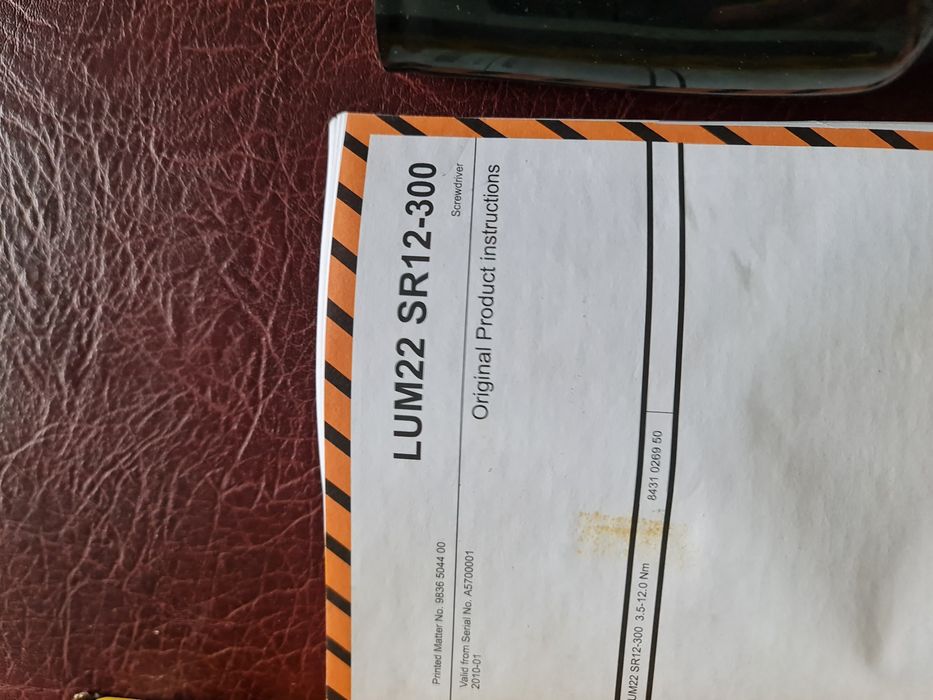 Printed Matter No. 9836 5044 00
Valid from Serial No. A5700001
2010-01
LUM22 SR12-300
Screwdriver
Original Product instructions
LUM22 SR12-300 3.5-12.0 Nm 8431 0269 50